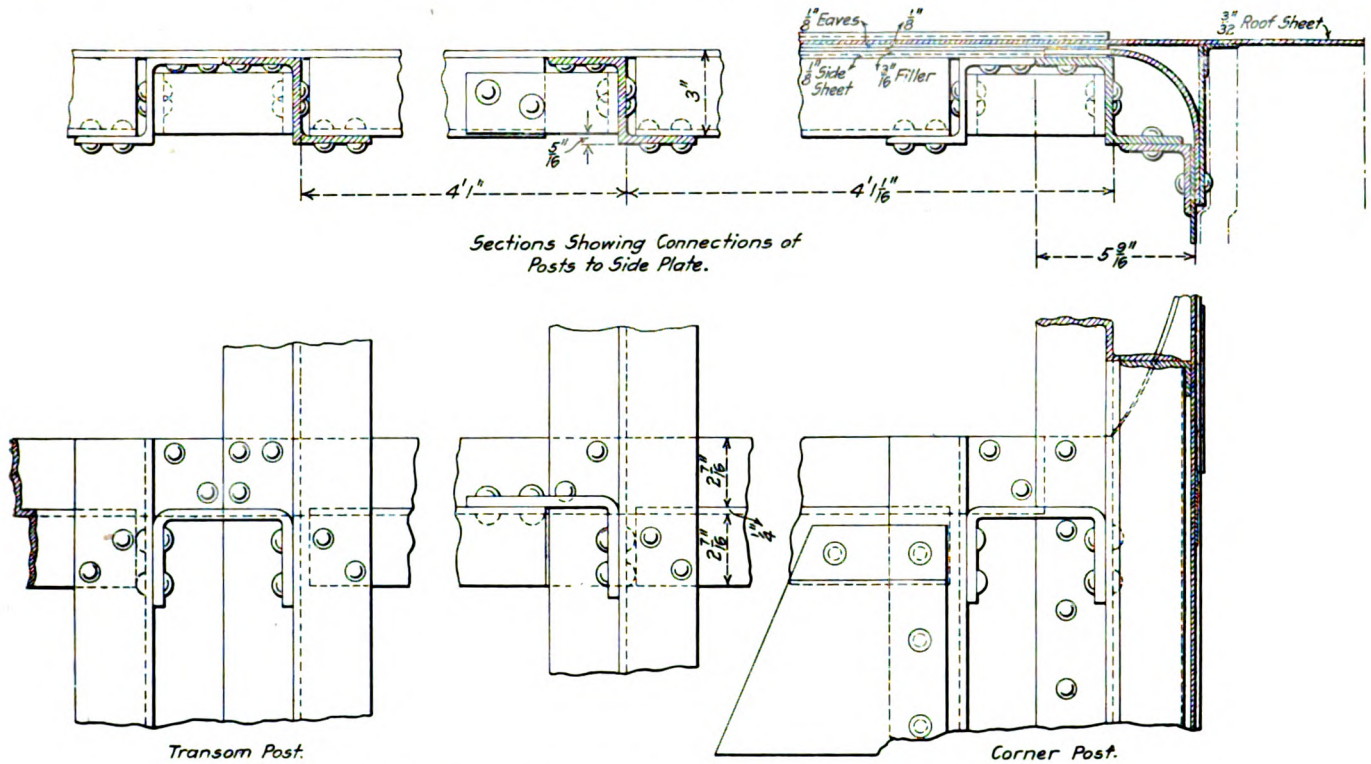 1/8" Eaves
1/8"
3/32" Roof Sheet
1/8" Side Sheet
3/16" Filler
3"
5/16"
4'1"
4'1 1/16"
5 9/16"
Sections Showing Connections of
Posts to Side Plate.
2 7/16"
2 7/16"
1/4"
Transom Post.
Corner Post.